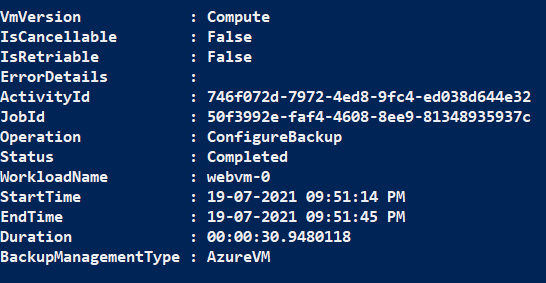 VmVersion            : Compute
IsCancellable        : False
IsRetriable          : False
ErrorDetails         :
ActivityId           : 746f072d-7972-4ed8-9fc4-ed038d644e32
JobId                : 50f3992e-faf4-4608-8ee9-81348935937c
Operation            : ConfigureBackup
Status               : Completed
WorkloadName         : webvm-0
StartTime            : 19-07-2021 09:51:14 PM
EndTime              : 19-07-2021 09:51:45 PM
Duration             : 00:00:30.9480118
BackupManagementType : AzureVM